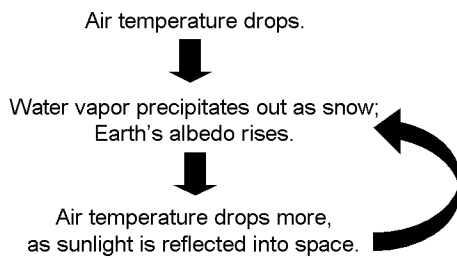 Air temperature drops.
Water vapor precipitates out as snow;
Earth's albedo rises.
Air temperature drops more,
as sunlight is reflected into space.